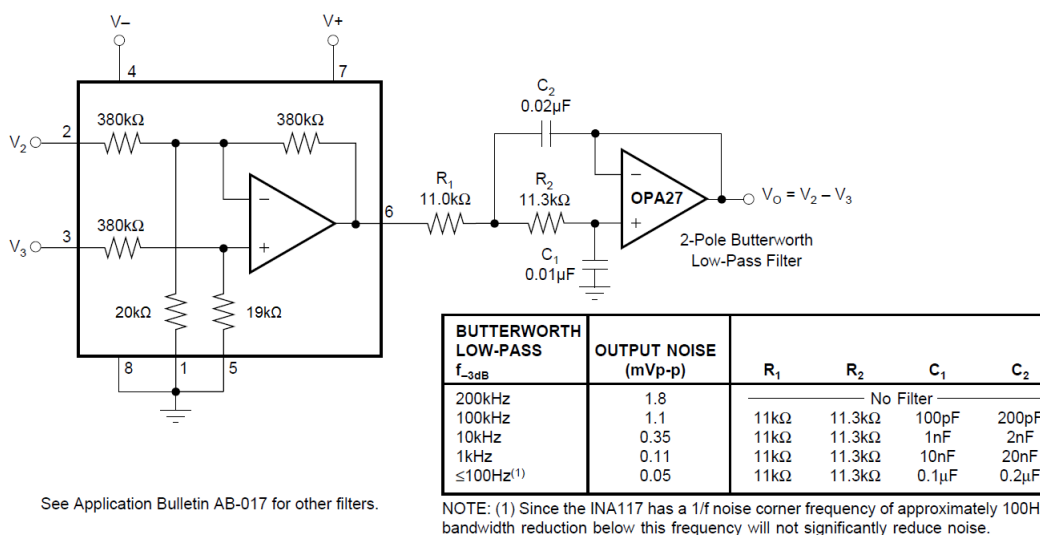 V–
V+
4
7
380kΩ
380kΩ
V2
2
380kΩ
V3
3
–
+
6
20kΩ
19kΩ
8
1
5
C2
0.02µF
R1
11.0kΩ
R2
11.3kΩ
–
OPA27
+
VO = V2 – V3
C1
0.01µF
2-Pole Butterworth
Low-Pass Filter
BUTTERWORTH
LOW-PASS
f–3dB
OUTPUT NOISE
(mVp-p)
R1 R2 C1 C2
200kHz 1.8 No Filter
100kHz 1.1 11kΩ 11.3kΩ 100pF 200pF
10kHz 0.35 11kΩ 11.3kΩ 1nF 2nF
1kHz 0.11 11kΩ 11.3kΩ 10nF 20nF
≤100Hz(1) 0.05 11kΩ 11.3kΩ 0.1µF 0.2µF
See Application Bulletin AB-017 for other filters.
NOTE: (1) Since the INA117 has a 1/f noise corner frequency of approximately 100H
bandwidth reduction below this frequency will not significantly reduce noise.